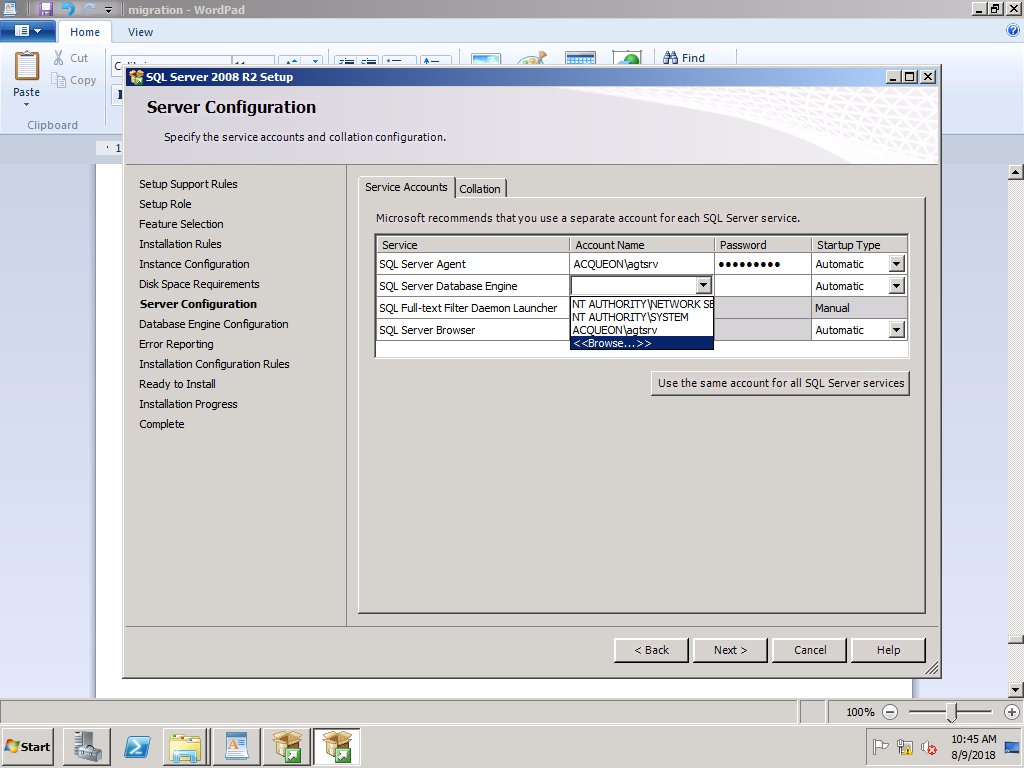 migration - WordPad
Home View
Cut
Copy
Paste
Clipboard
Find
SQL Server 2008 R2 Setup
Server Configuration
Specify the service accounts and collation configuration.
Setup Support Rules
Setup Role
Feature Selection
Installation Rules
Instance Configuration
Disk Space Requirements
Server Configuration
Database Engine Configuration
Error Reporting
Installation Configuration Rules
Ready to Install
Installation Progress
Complete
Service Accounts Collation
Microsoft recommends that you use a separate account for each SQL Server service.
Service Account Name Password Startup Type
SQL Server Agent ACQUEON\agtsrv ●●●●●●●●● Automatic
SQL Server Database Engine Automatic
SQL Full-text Filter Daemon Launcher Manual
SQL Server Browser Automatic
NT AUTHORITY\NETWORK SE
NT AUTHORITY\SYSTEM
ACQUEON\agtsrv
<<Browse...>>
Use the same account for all SQL Server services
< Back Next > Cancel Help
100%
Start
10:45 AM
8/9/2018